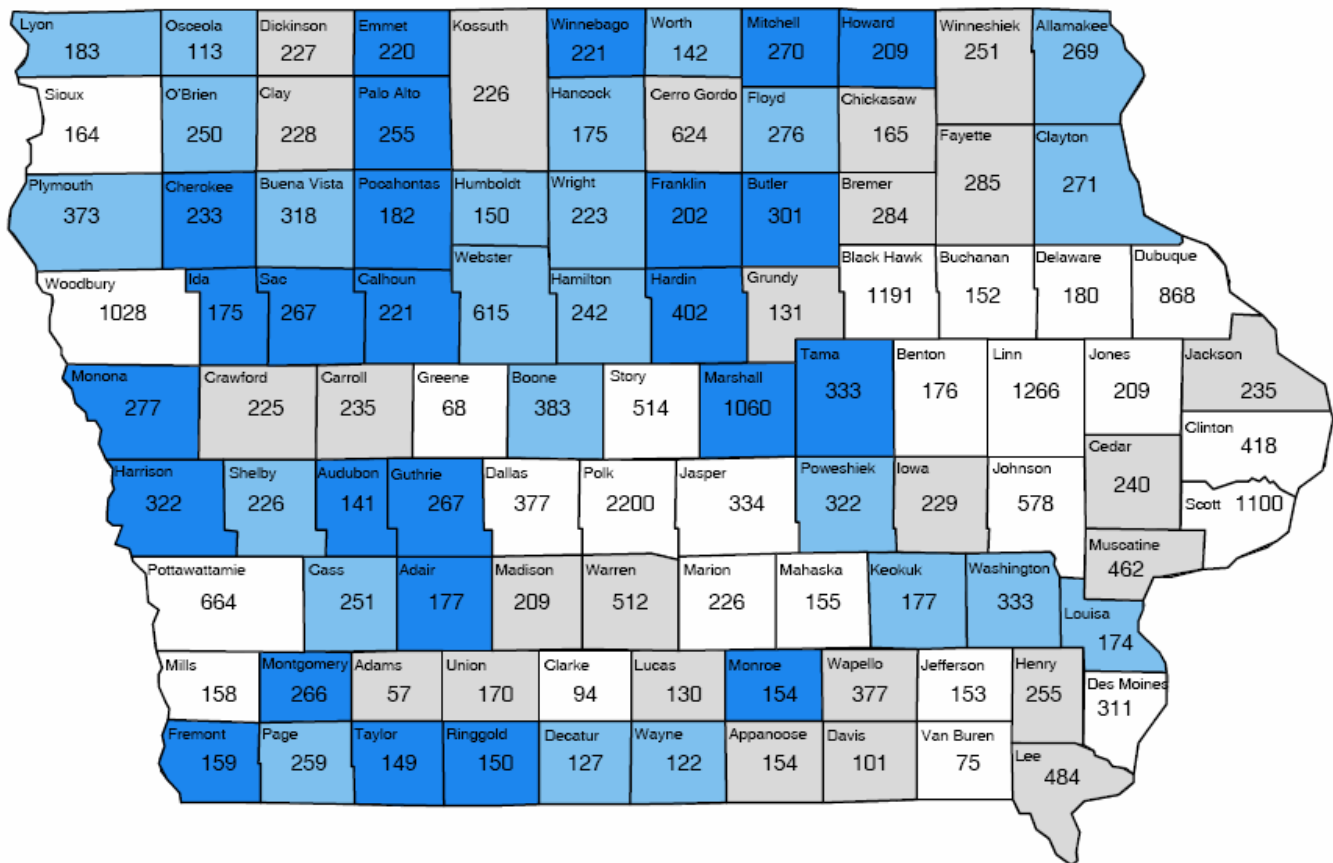 Lyon
183
Osceola
113
Dickinson
227
Emmet
220
Kossuth
226
Winnebago
221
Worth
142
Mitchell
270
Howard
209
Winneshiek
251
Allamakee
269
Sioux
164
O'Brien
250
Clay
228
Palo Alto
255
Hancock
175
Cerro Gordo
624
Floyd
276
Chickasaw
165
Fayette
285
Clayton
271
Plymouth
373
Cherokee
233
Buena Vista
318
Pocahontas
182
Humboldt
150
Wright
223
Franklin
202
Butler
301
Bremer
284
Woodbury
1028
Ida
175
Sac
267
Calhoun
221
Webster
615
Hamilton
242
Hardin
402
Grundy
131
Black Hawk
1191
Buchanan
152
Delaware
180
Dubuque
868
Monona
277
Crawford
225
Carroll
235
Greene
68
Boone
383
Story
514
Marshall
1060
Tama
333
Benton
176
Linn
1266
Jones
209
Jackson
235
Clinton
418
Harrison
322
Shelby
226
Audubon
141
Guthrie
267
Dallas
377
Polk
2200
Jasper
334
Poweshiek
322
Iowa
229
Johnson
578
Cedar
240
Scott 1100
Muscatine
462
Pottawattamie
664
Cass
251
Adair
177
Madison
209
Warren
512
Marion
226
Mahaska
155
Keokuk
177
Washington
333
Louisa
174
Mills
158
Montgomery
266
Adams
57
Union
170
Clarke
94
Lucas
130
Monroe
154
Wapello
377
Jefferson
153
Henry
255
Des Moines
311
Fremont
159
Page
259
Taylor
149
Ringgold
150
Decatur
127
Wayne
122
Appanoose
154
Davis
101
Van Buren
75
Lee
484